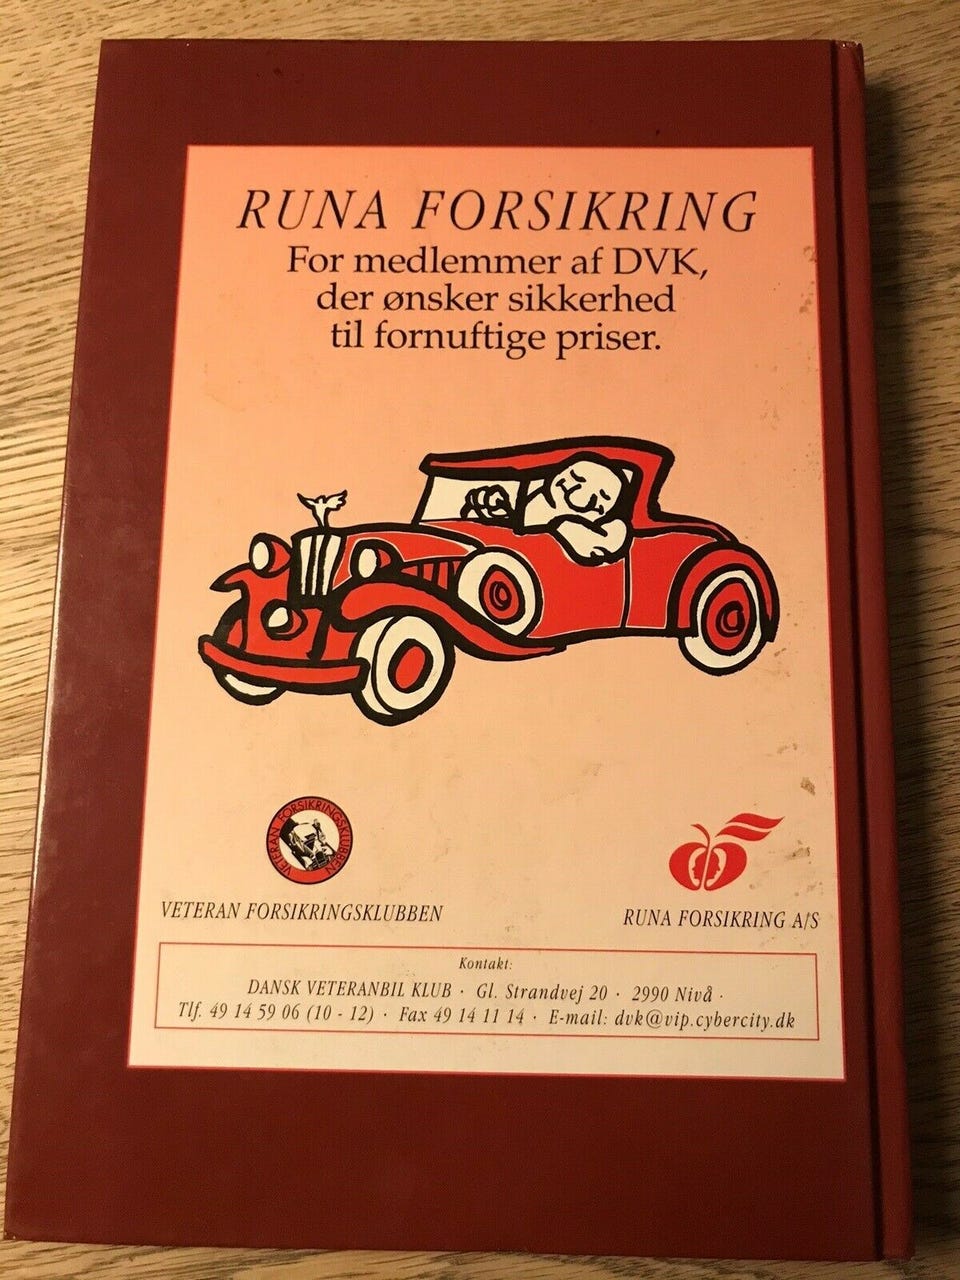 RUNA FORSIKRING
For medlemmer af DVK,
der ønsker sikkerhed
til fornuftige priser.
VETERAN FORSIKRINGSKLUBBEN
VETERAN FORSIKRINGSKLUBBEN
RUNA FORSIKRING A/S
Kontakt:
DANSK VETERANBIL KLUB · Gl. Strandvej 20 · 2990 Nivå ·
Tlf. 49 14 59 06 (10 - 12) · Fax 49 14 11 14 · E-mail: dvk@vip.cybercity.dk